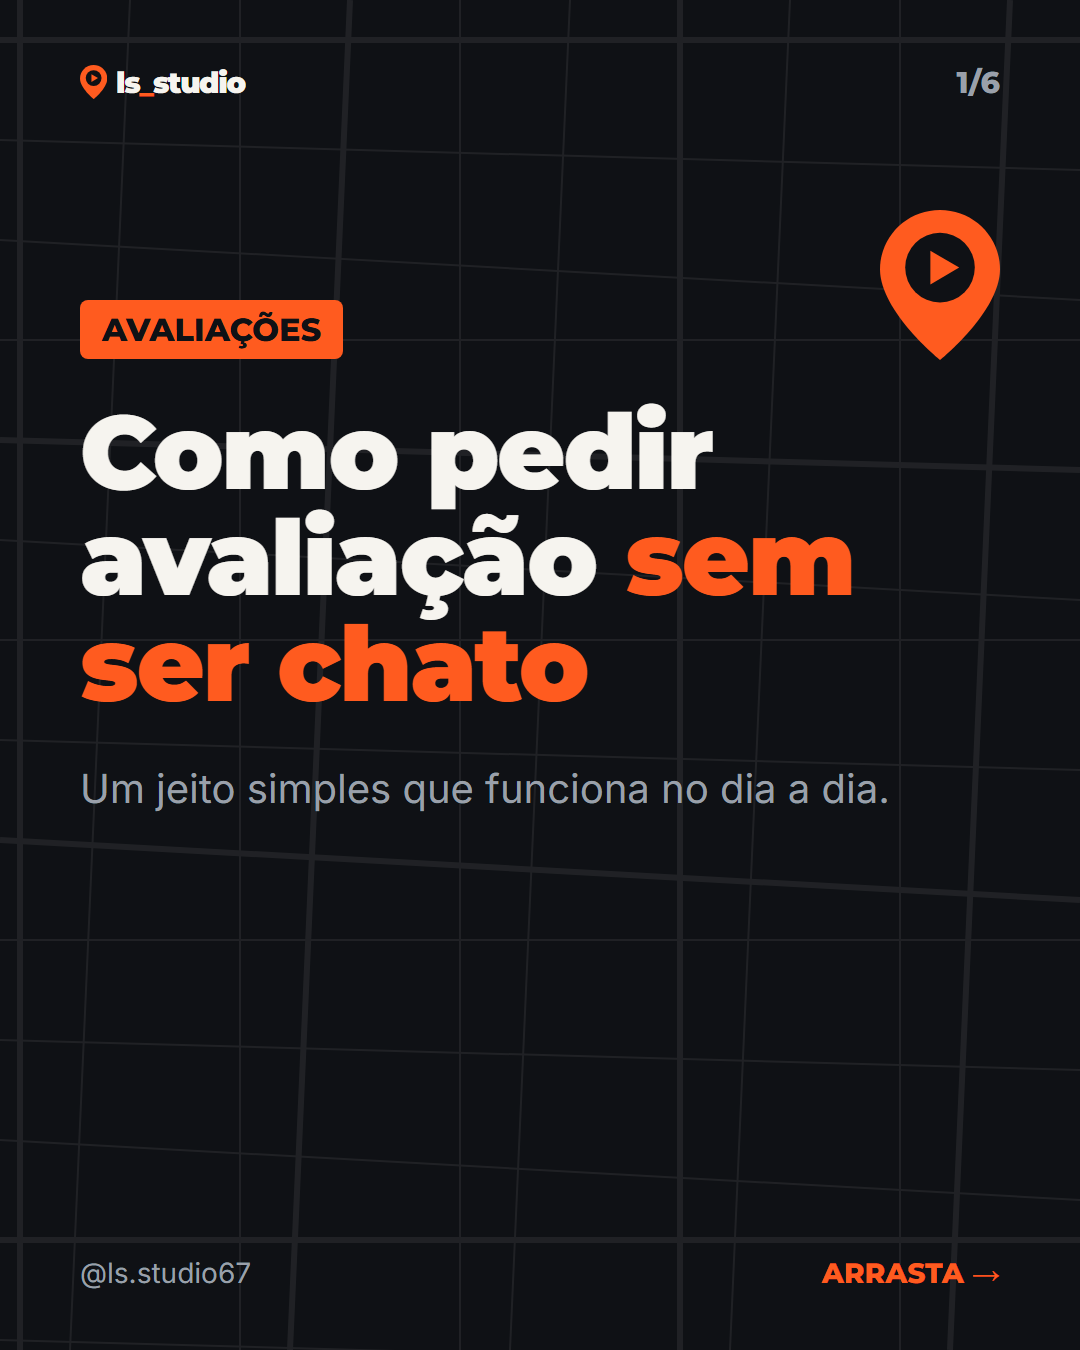 ls_studio
1/6
AVALIAÇÕES
Como pedir
avaliação sem
ser chato
Um jeito simples que funciona no dia a dia.
@ls.studio67
ARRASTA →